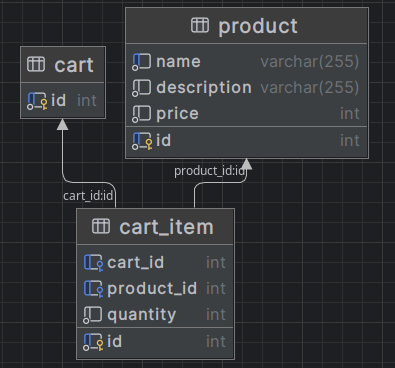 product
name varchar(255)
description varchar(255)
price int
id int
cart
id int
cart_id:id
product_id:id
cart_item
cart_id int
product_id int
quantity int
id int